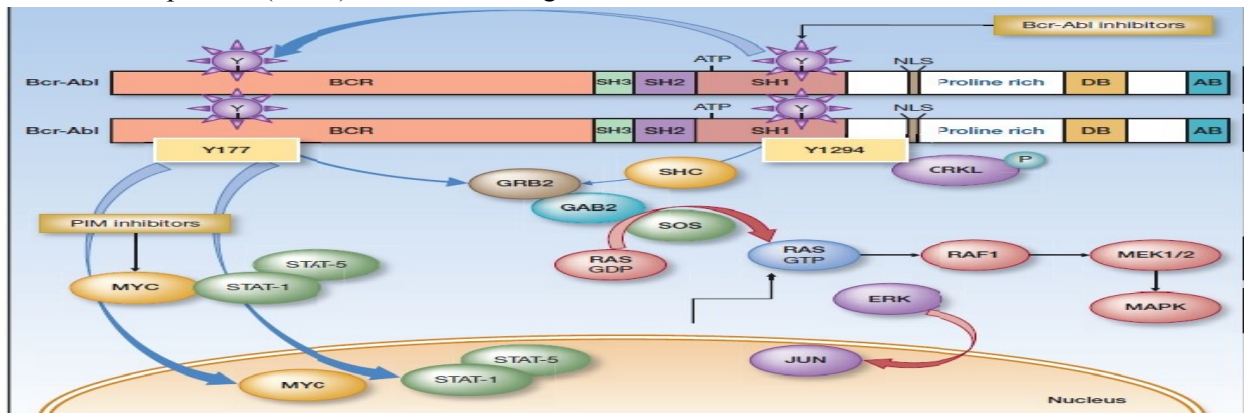 Bcr-Abl inhibitors
Y Y
ATP NLS
Bcr-Abl BCR SH3 SH2 SH1 Proline rich DB AB
Y Y
ATP NLS
Bcr-Abl BCR SH3 SH2 SH1 Proline rich DB AB
Y177 Y1294
SHC CRKL P
GRB2
GAB2
PIM inhibitors
SOS
STAT-5 RAS GDP RAS GTP RAF1 MEK1/2
MYC STAT-1
ERK MAPK
STAT-5 JUN
MYC STAT-1
Nucleus